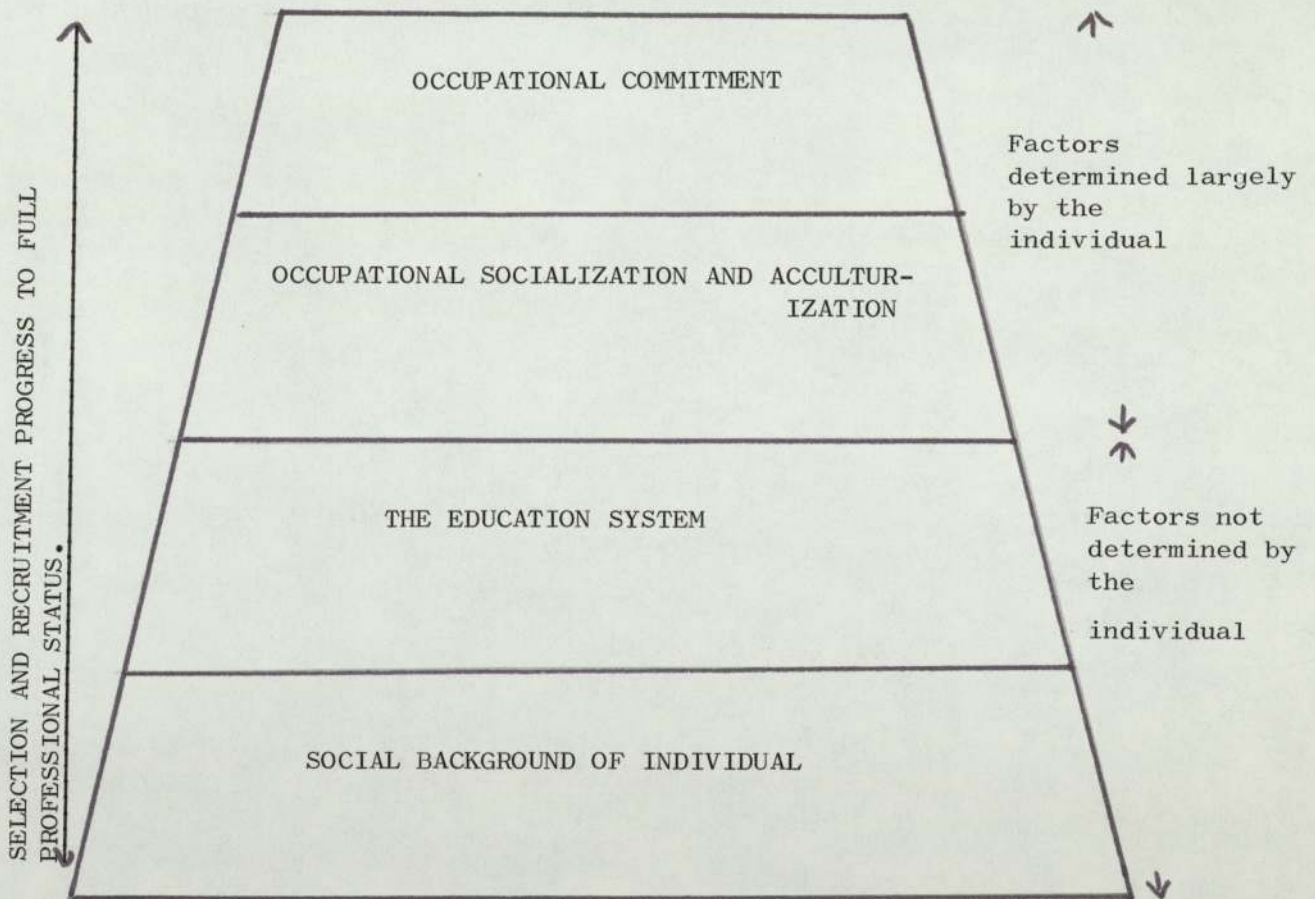 SELECTION AND RECRUITMENT PROGRESS TO FULL
PROFESSIONAL STATUS.
OCCUPATIONAL COMMITMENT
OCCUPATIONAL SOCIALIZATION AND ACCULTUR-
IZATION
THE EDUCATION SYSTEM
SOCIAL BACKGROUND OF INDIVIDUAL
Factors
determined largely
by the
individual
Factors not
determined by
the
individual